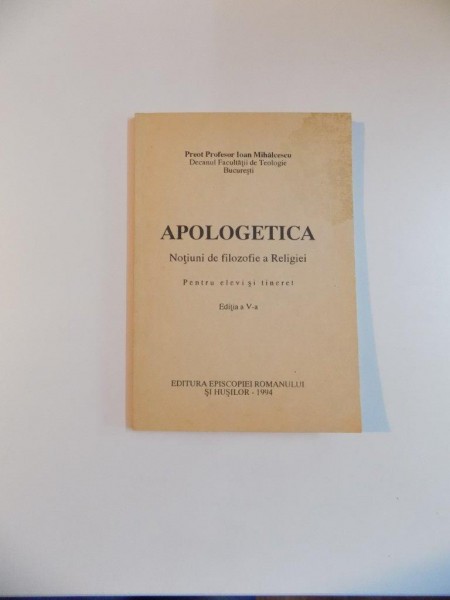 Preot Profesor Ioan Mihălcescu
Decanul Facultăţii de Teologie
Bucureşti
APOLOGETICA
Noţiuni de filozofie a Religiei
Pentru elevi şi tineret
Ediţia a V-a
EDITURA EPISCOPIEI ROMANULUI
ŞI HUŞILOR - 1994